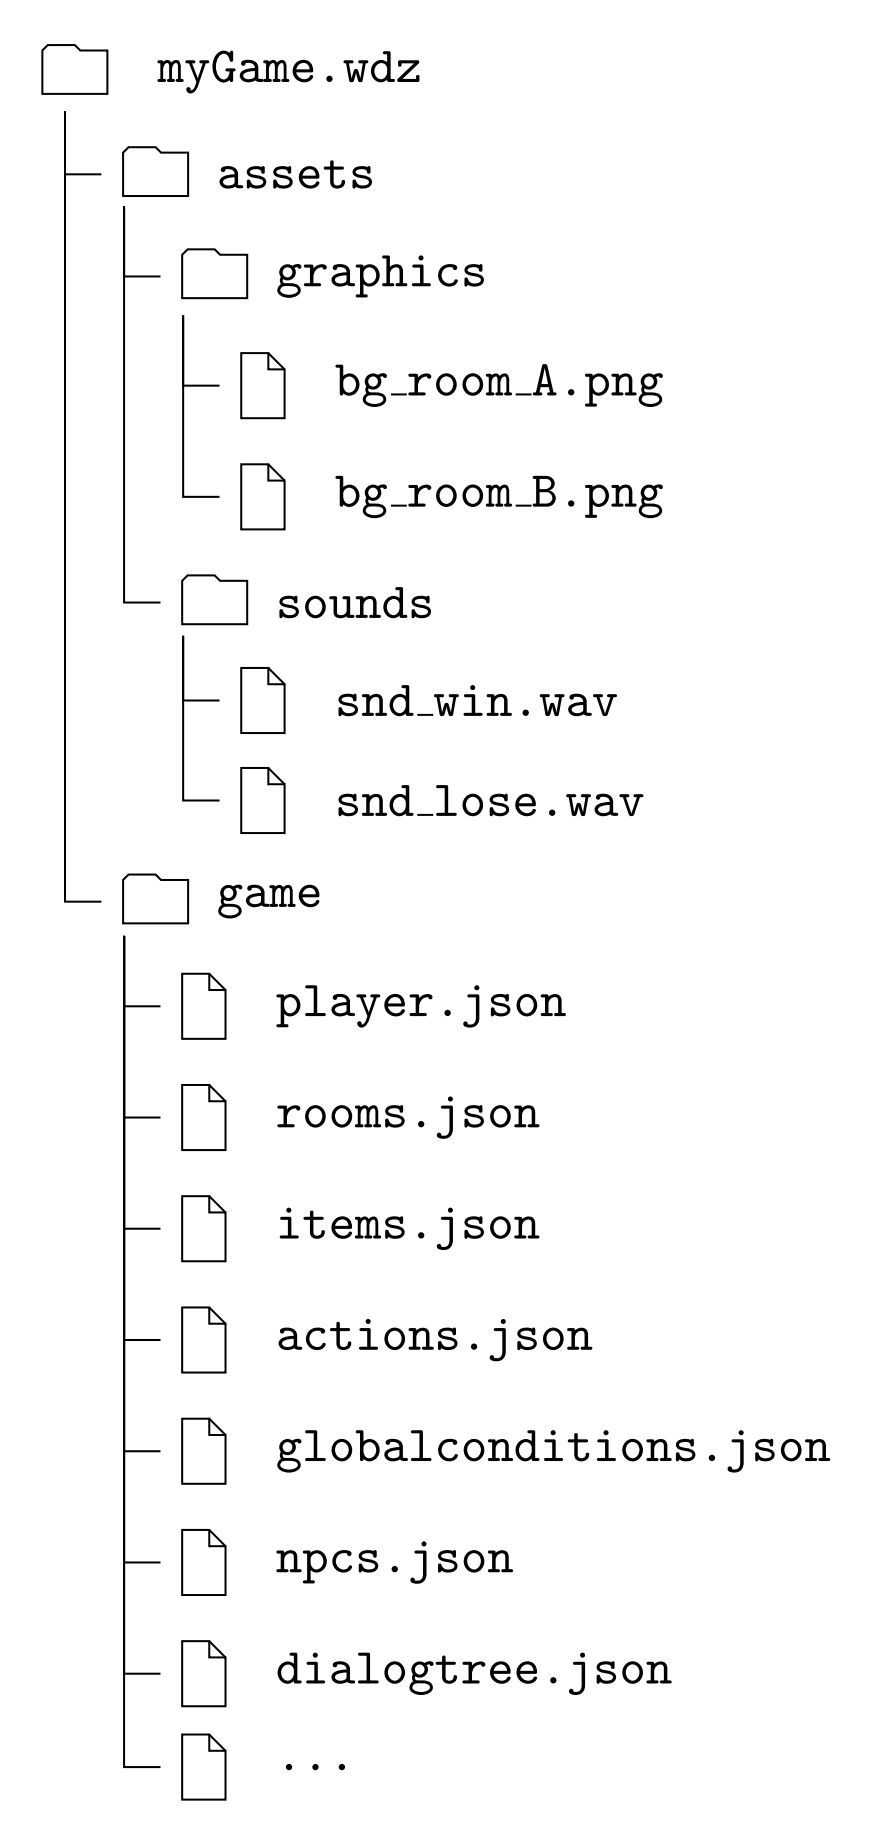 myGame.wdz
assets
graphics
bg_room_A.png
bg_room_B.png
sounds
snd_win.wav
snd_lose.wav
game
player.json
rooms.json
items.json
actions.json
globalconditions.json
npcs.json
dialogtree.json
...